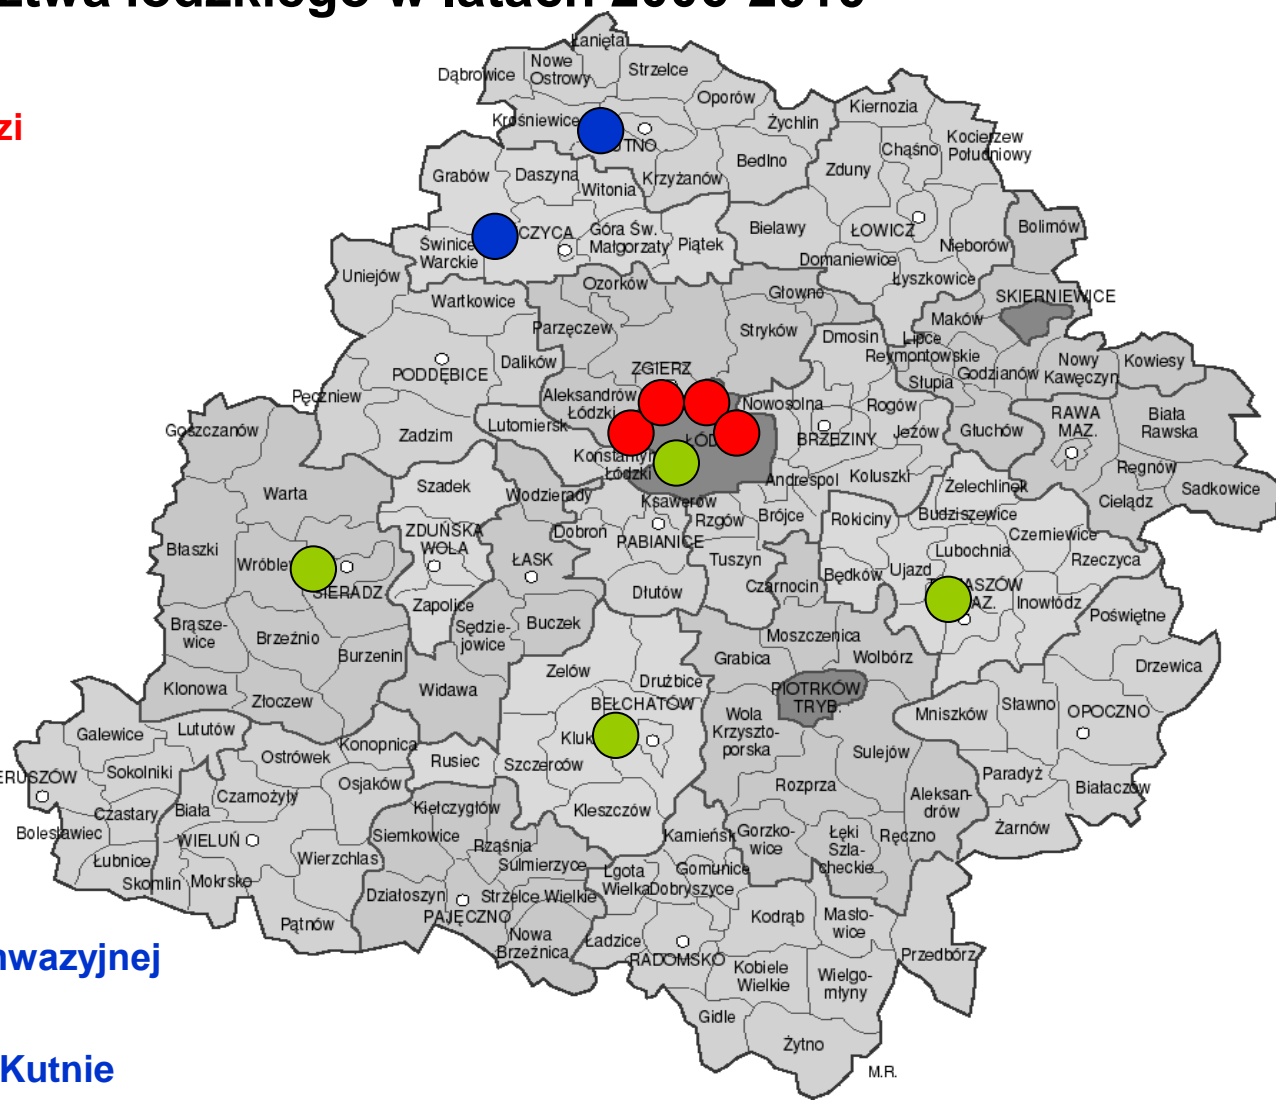 Łanięta
Nowe
Ostrowy
Dąbrowice
Strzelce
Oporów
Krośniewice
Żychlin
Kiernozia
Kocierzew
Południowy
Chąśno
Bedlno
Zduny
Grabów
Daszyna
Witonia
Krzyżanów
Świnice
Warckie
Góra Św.
Małgorzaty
Piątek
Bielawy
ŁOWICZ
Nieborów
Bolimów
Domaniewice
Łyszkowice
Uniejów
Wartkowice
Ozorków
Głowno
SKIERNIEWICE
Maków
Parzęczew
Stryków
Dmosin
Lipce
Reymontowskie
Słupia
Godzianów
Nowy
Kawęczyn
Kowiesy
PODDĘBICE
Dalików
ZGIERZ
Pęczniew
Aleksandrów
Łódzki
Nowosolna
Rogów
RAWA
MAZ.
Biała
Rawska
Goszczanów
Zadzim
Lutomiersk
BRZEZINY
Jeżów
Głuchów
Łódzki
Andrespol
Koluszki
Regnów
Sadkowice
Cielądz
Żelechlinek
Warta
Szadek
Wodzierady
Ksawerów
Rzgów
Brójce
Rokiciny
Budziszewice
Czerniewice
Błaszki
ZDUŃSKA
WOLA
Dobroń
PABIANICE
Lubochnia
Rzeczyca
ŁASK
Tuszyn
Będków
Ujazd
SIERADZ
Czarnocin
Inowłódz
Poświętne
Zapolice
Dłutów
Brąsze-
wice
Brzeźnio
Sędzie-
jowice
Buczek
Moszczenica
Burzenin
Grabica
Wolbórz
Drzewica
Zelów
Drużbice
Klonowa
Złoczew
Widawa
BEŁCHATÓW
PIOTRKÓW
TRYB.
Mniszków
Sławno
OPOCZNO
Galewice
Lututów
Wola
Krzyszto-
porska
Konopnica
Ostrówek
Rusiec
Szczerców
Sulejów
Sokolniki
Osjaków
Czarnożyły
Rozprza
Paradyż
Białaczów
Aleksan-
drów
Czastary
Biała
Kiełczygłów
Kleszczów
Bolesławiec
WIELUŃ
Siemkowice
Kamieńsk
Gorzko-
wice
Łęki
Szla-
checkie
Ręczno
Żarnów
Rząśnia
Sulmierzyce
Łubnice
Wierzchlas
Skomlin
Mokrsko
Działoszyn
Strzelce Wielkie
Lgota
Wielka
Gomunice
Dobryszyce
PAJĘCZNO
Pątnów
Nowa
Brzeźnica
Ładzice
Kodrąb
Masło-
wice
RADOMSKO
Przedbórz
Kobiele
Wielkie
Wielgo-
młyny
Gidle
Żytno
Kutnie
M.R.